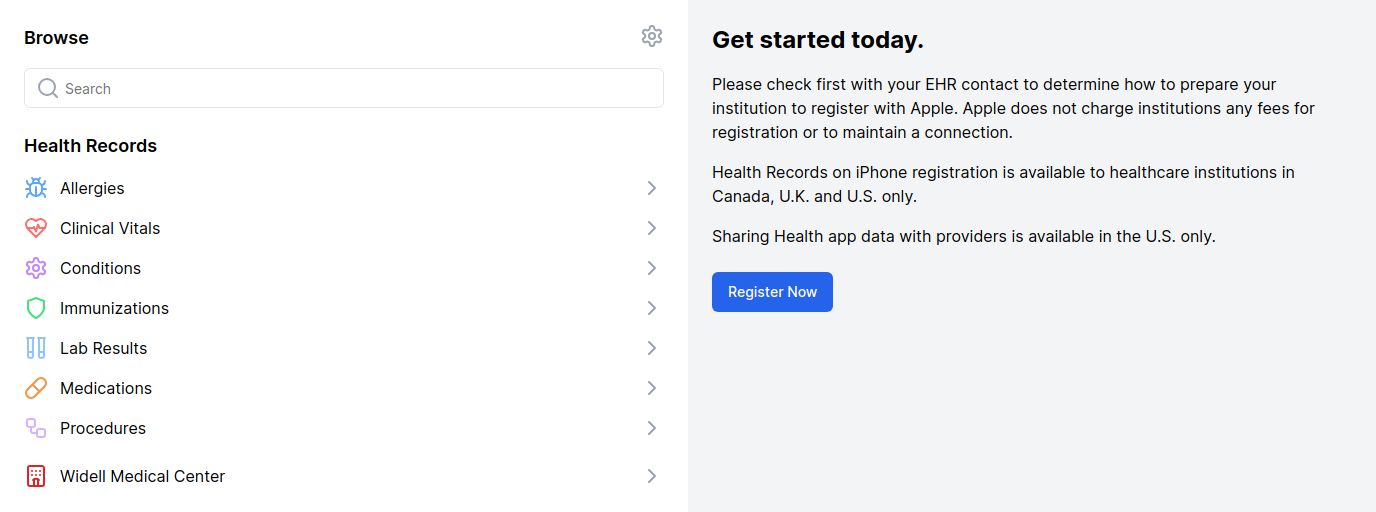 Browse
Search
Health Records
Allergies
Clinical Vitals
Conditions
Immunizations
Lab Results
Medications
Procedures
Widell Medical Center
Get started today.
Please check first with your EHR contact to determine how to prepare your
institution to register with Apple. Apple does not charge institutions any fees for
registration or to maintain a connection.
Health Records on iPhone registration is available to healthcare institutions in
Canada, U.K. and U.S. only.
Sharing Health app data with providers is available in the U.S. only.
Register Now